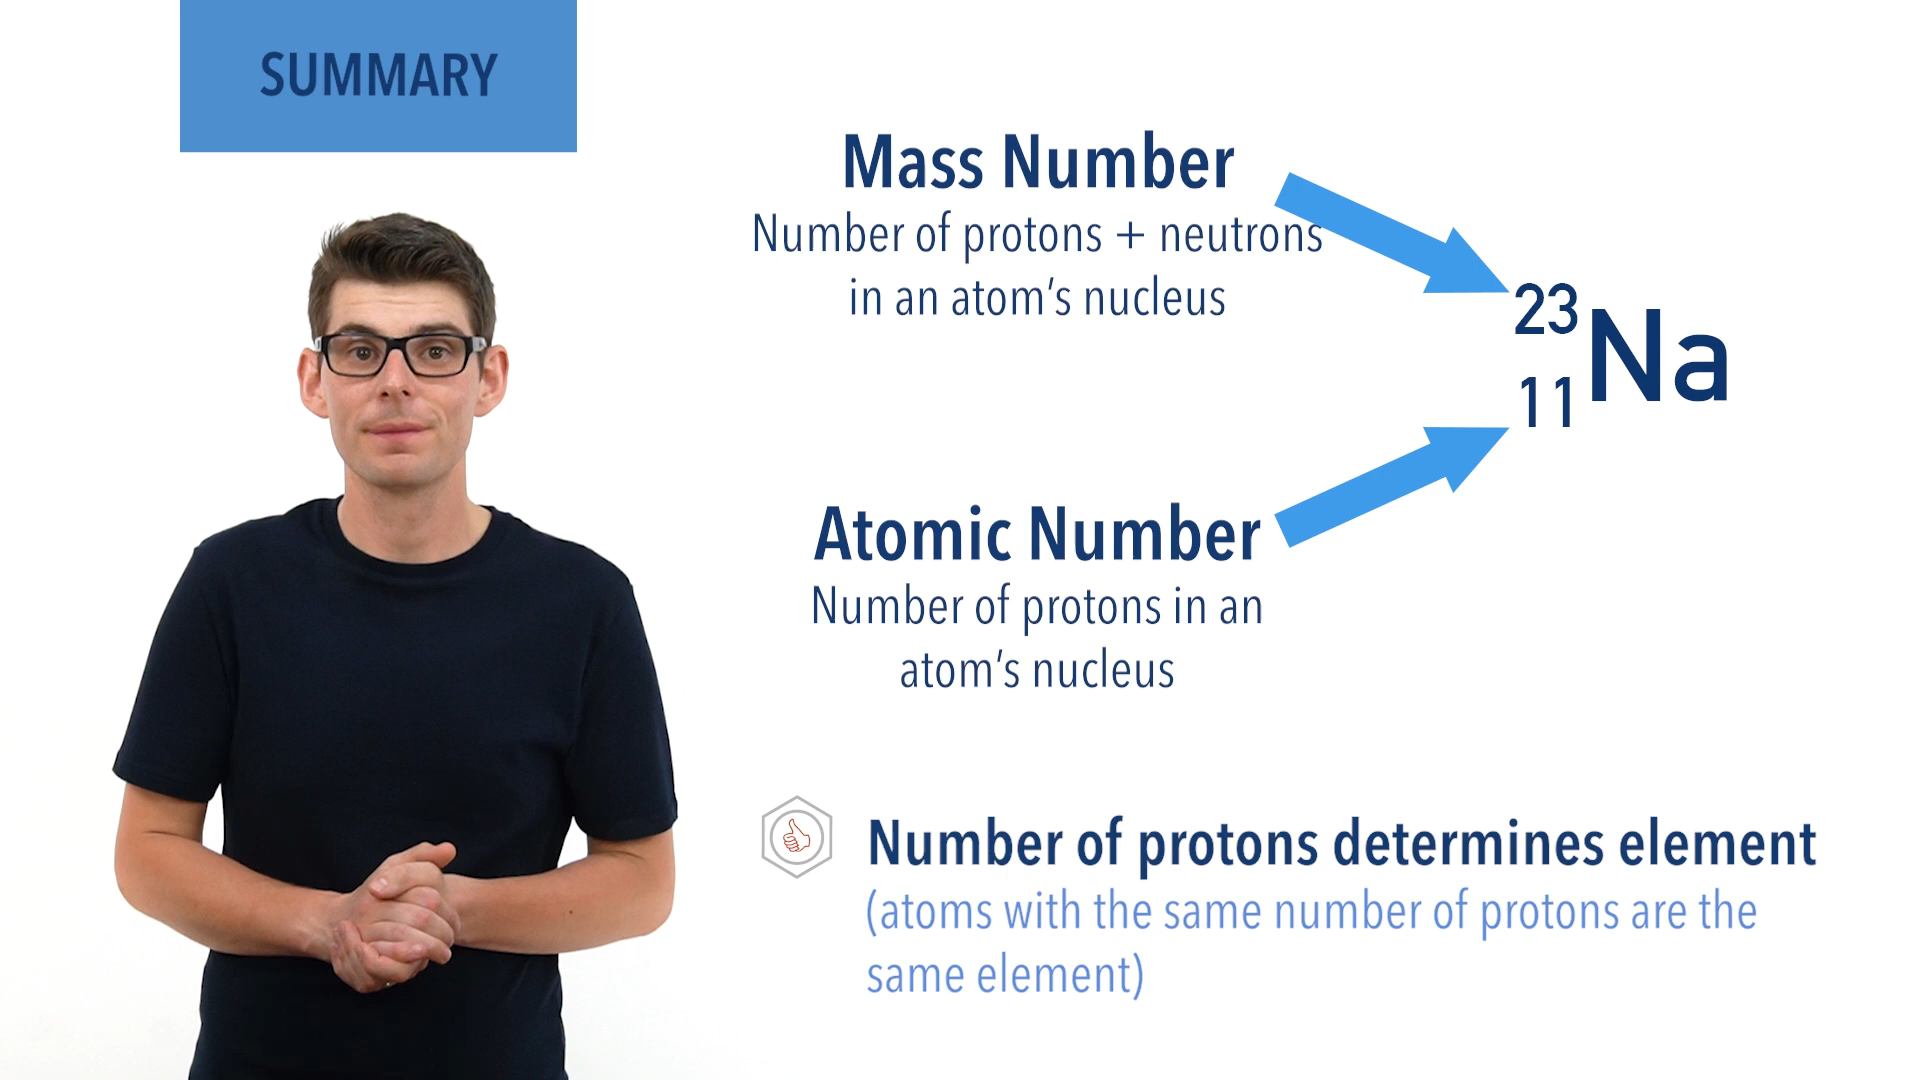 SUMMARY
Mass Number
Number of protons + neutrons
in an atom's nucleus
23
11
Na
Atomic Number
Number of protons in an
atom's nucleus
Number of protons determines element
(atoms with the same number of protons are the
same element)